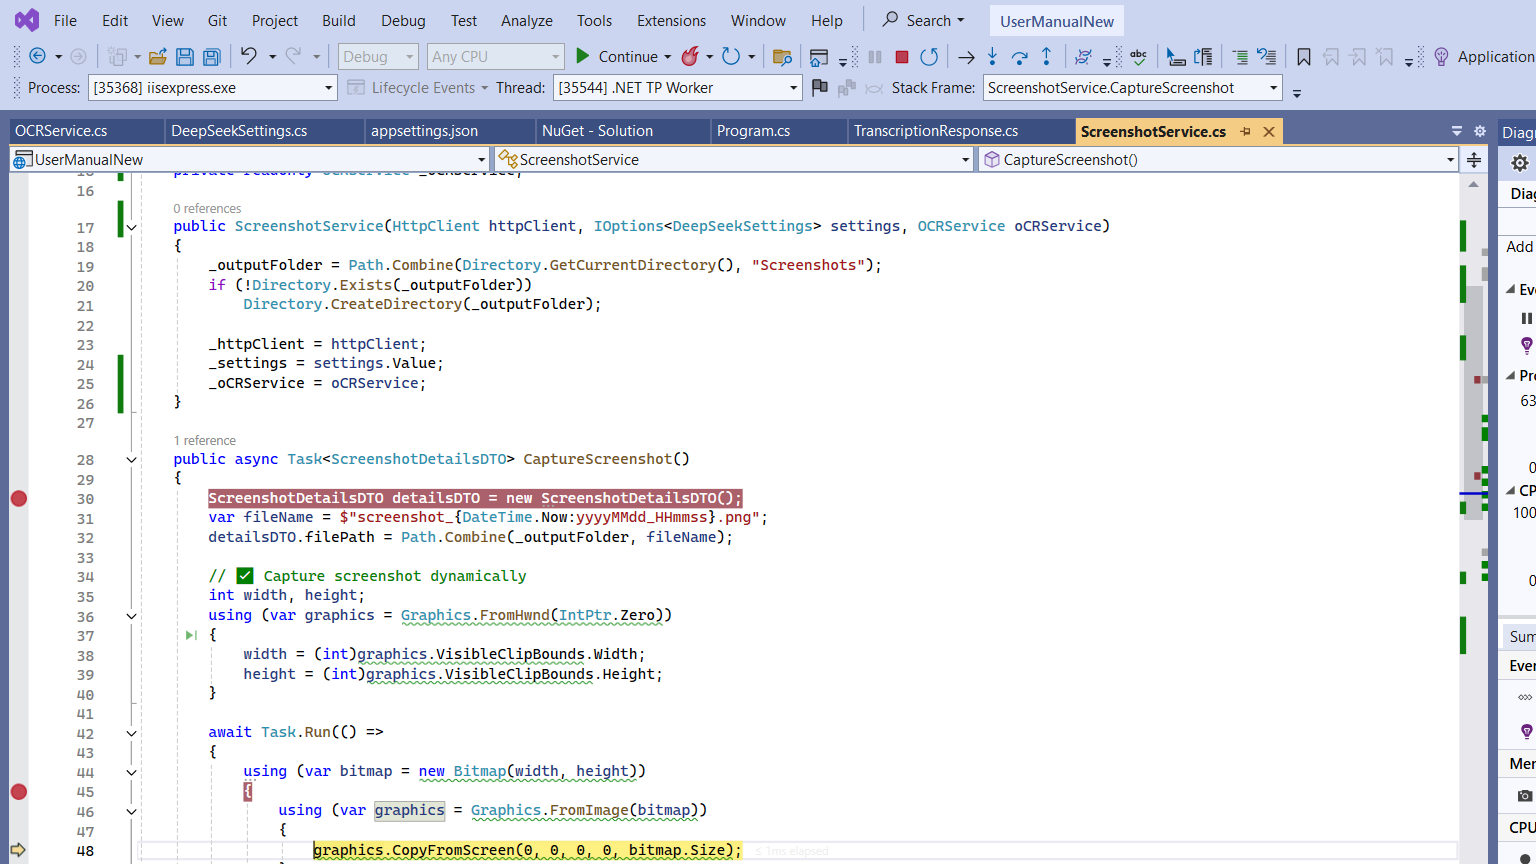 File Edit View Git Project Build Debug Test Analyze Tools Extensions Window Help Search UserManualNew
Debug Any CPU Continue Application
Process: [35368] iisexpress.exe Lifecycle Events Thread: [35544] .NET TP Worker Stack Frame: ScreenshotService.CaptureScreenshot
OCRService.cs DeepSeekSettings.cs appsettings.json NuGet - Solution Program.cs TranscriptionResponse.cs ScreenshotService.cs Diagn
UserManualNew ScreenshotService CaptureScreenshot()
16
0 references
17 public ScreenshotService(HttpClient httpClient, IOptions<DeepSeekSettings> settings, OCRService oCRService)
18 {
19 _outputFolder = Path.Combine(Directory.GetCurrentDirectory(), "Screenshots");
20 if (!Directory.Exists(_outputFolder))
21 Directory.CreateDirectory(_outputFolder);
22
23 _httpClient = httpClient;
24 _settings = settings.Value;
25 _oCRService = oCRService;
26 }
27
1 reference
28 public async Task<ScreenshotDetailsDTO> CaptureScreenshot()
29 {
30 ScreenshotDetailsDTO detailsDTO = new ScreenshotDetailsDTO();
31 var fileName = $"screenshot_{DateTime.Now:yyyyMMdd_HHmmss}.png";
32 detailsDTO.filePath = Path.Combine(_outputFolder, fileName);
33
34 // ✅ Capture screenshot dynamically
35 int width, height;
36 using (var graphics = Graphics.FromHwnd(IntPtr.Zero))
37 {
38 width = (int)graphics.VisibleClipBounds.Width;
39 height = (int)graphics.VisibleClipBounds.Height;
40 }
41
42 await Task.Run(() =>
43 {
44 using (var bitmap = new Bitmap(width, height))
45 {
46 using (var graphics = Graphics.FromImage(bitmap))
47 {
48 graphics.CopyFromScreen(0, 0, 0, 0, bitmap.Size); ≤ 1ms elapsed
Diag
Add
Eve
Pro
63
0
CP
100
0
Sum
Ever
Mem
CPU